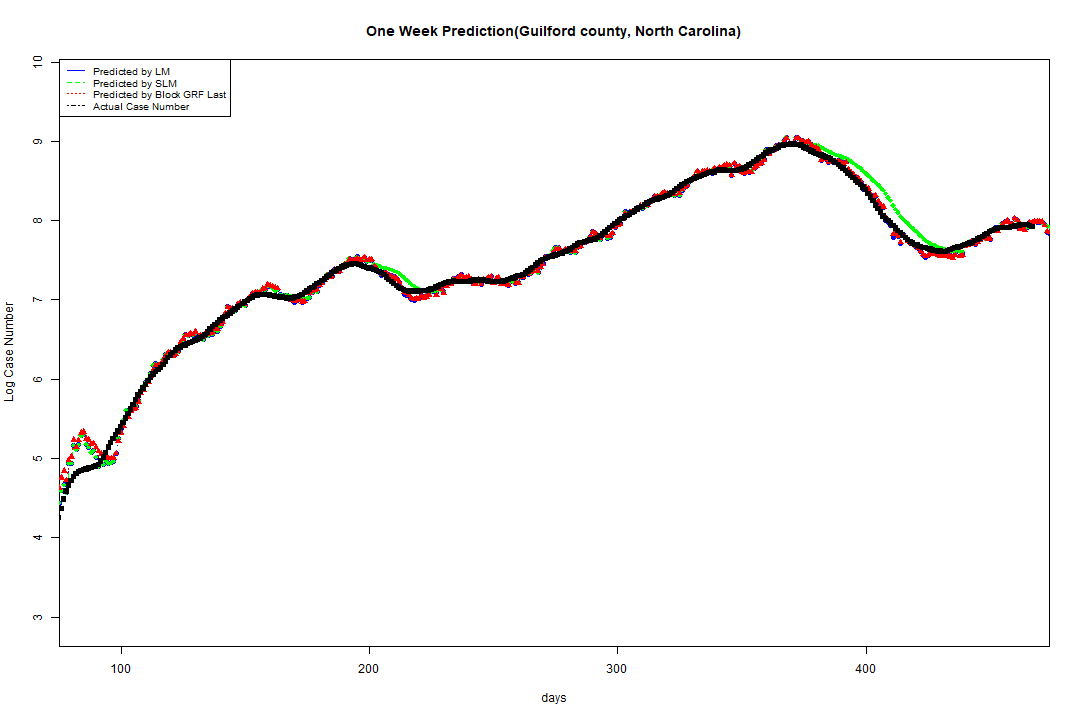 One Week Prediction(Guilford county, North Carolina)
Predicted by LM
Predicted by SLM
Predicted by Block GRF Last
Actual Case Number
10
9
8
7
6
5
4
3
Log Case Number
100 200 300 400
days